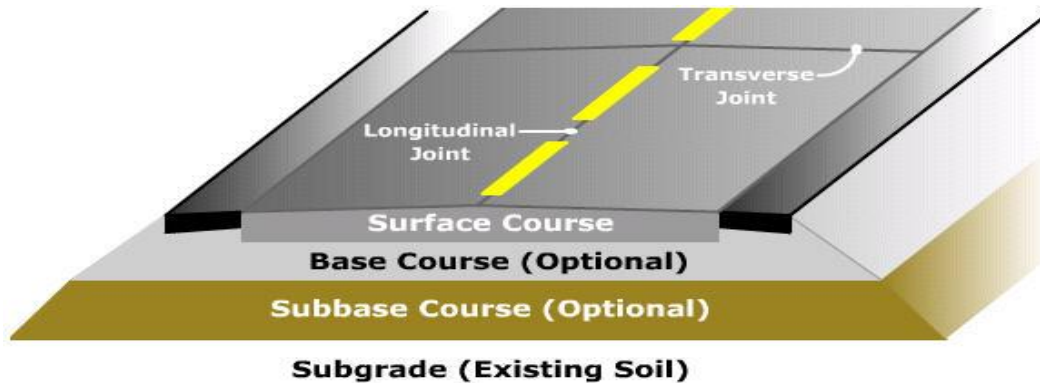 Transverse
Joint
Longitudinal
Joint
Surface Course
Base Course (Optional)
Subbase Course (Optional)
Subgrade (Existing Soil)